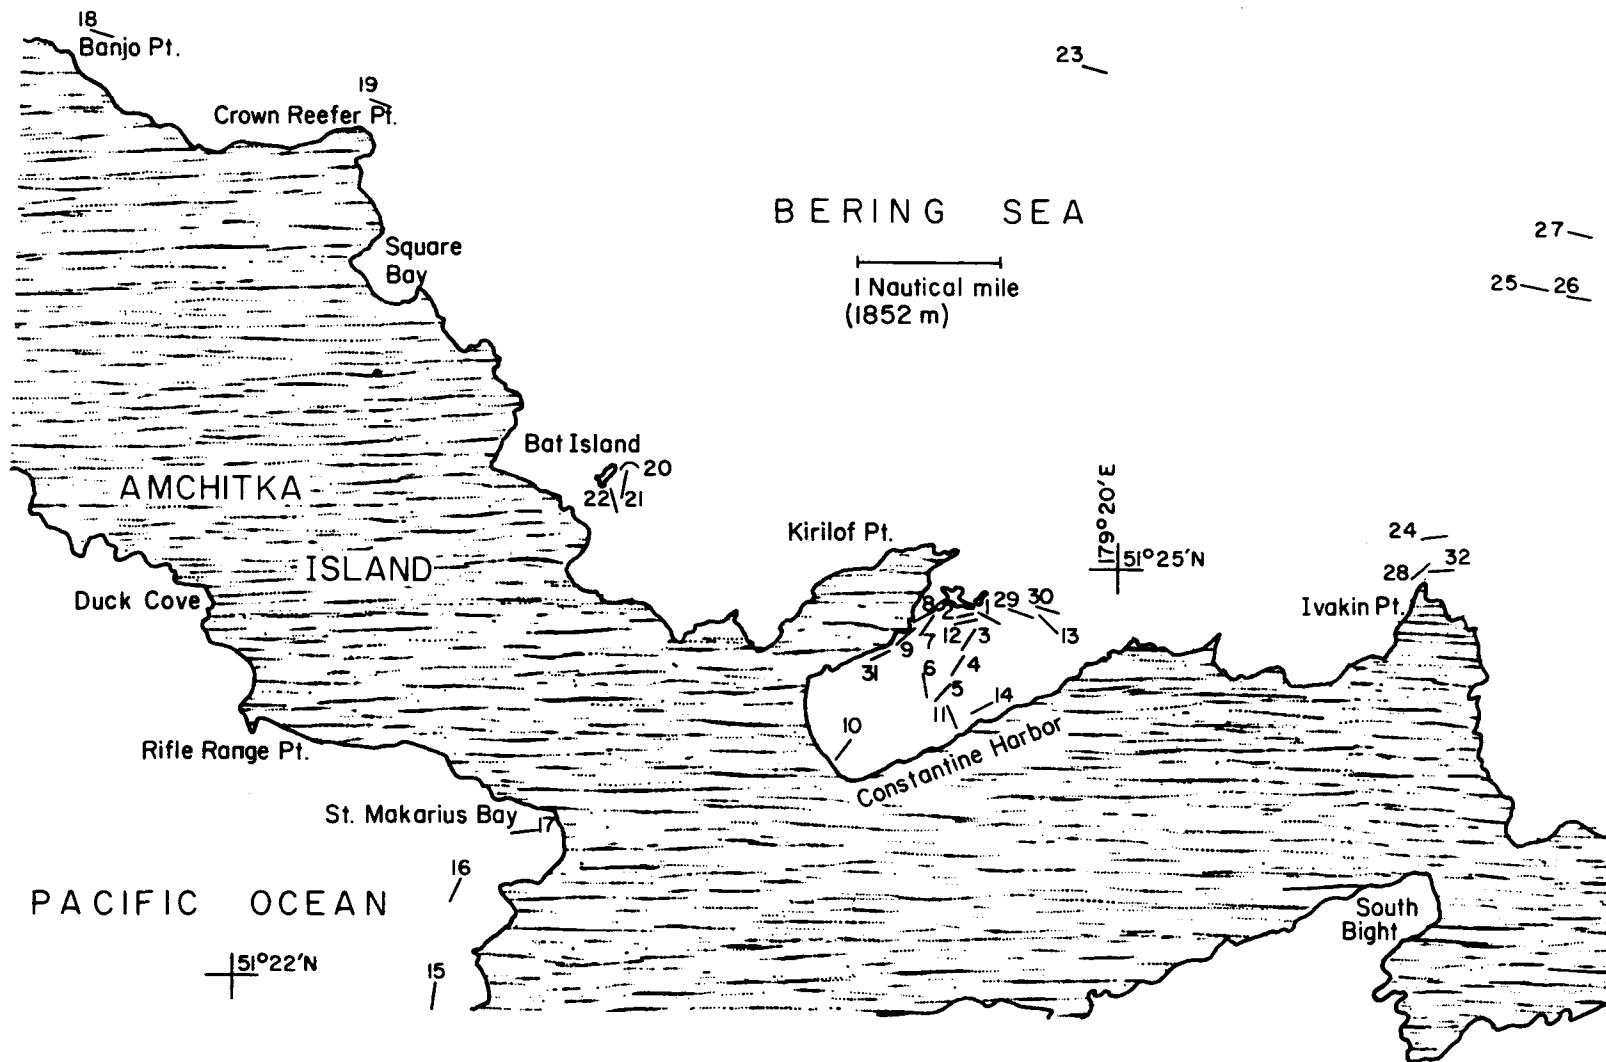 18
Banjo Pt.
23
19
Crown Reefer Pt.
BERING SEA
Square
Bay
27
1 Nautical mile
(1852 m)
25
26
Bat Island
20
22
21
AMCHITKA
ISLAND
Kirilof Pt.
179°20'E
51°25'N
24
28
32
Duck Cove
Ivakin Pt.
8
2
1
29
30
12
3
13
7
9
31
6
4
5
14
11
10
Constantine Harbor
Rifle Range Pt.
St. Makarius Bay
17
16
PACIFIC OCEAN
South
Bight
51°22'N
15